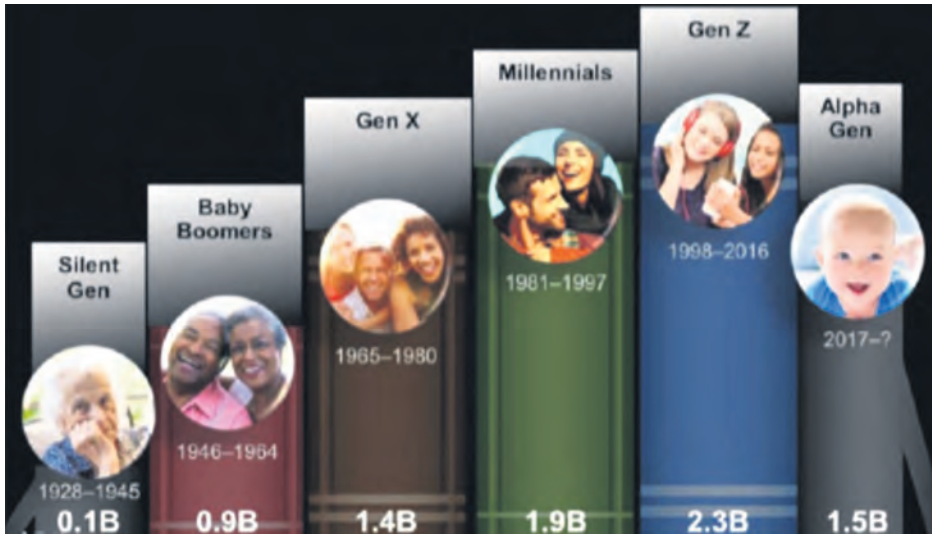 Silent
Gen
1928–1945
0.1B
Baby
Boomers
1946–1964
0.9B
Gen X
1965–1980
1.4B
Millennials
1981–1997
1.9B
Gen Z
1998–2016
2.3B
Alpha
Gen
2017–?
1.5B